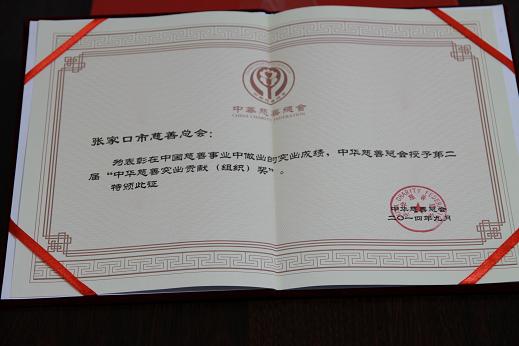 中华慈善总会
CHINA CHARITY FEDERATION
张家口市慈善总会：
为表彰在中国慈善事业中做出的突出成绩，中华慈善总会授予第二
届“中华慈善突出贡献（组织）奖”。
特颁此证
中华慈善总会
二〇一四年九月